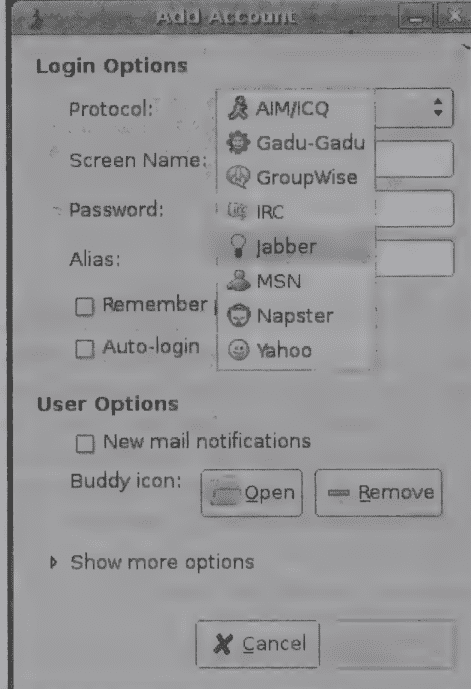 Add Account
Login Options
Protocol:
AIM/ICQ
Gadu-Gadu
Screen Name:
GroupWise
Password:
IRC
Jabber
Alias:
MSN
Remember
Napster
Auto-login
Yahoo
User Options
New mail notifications
Buddy icon:
Open
Remove
Show more options
Cancel